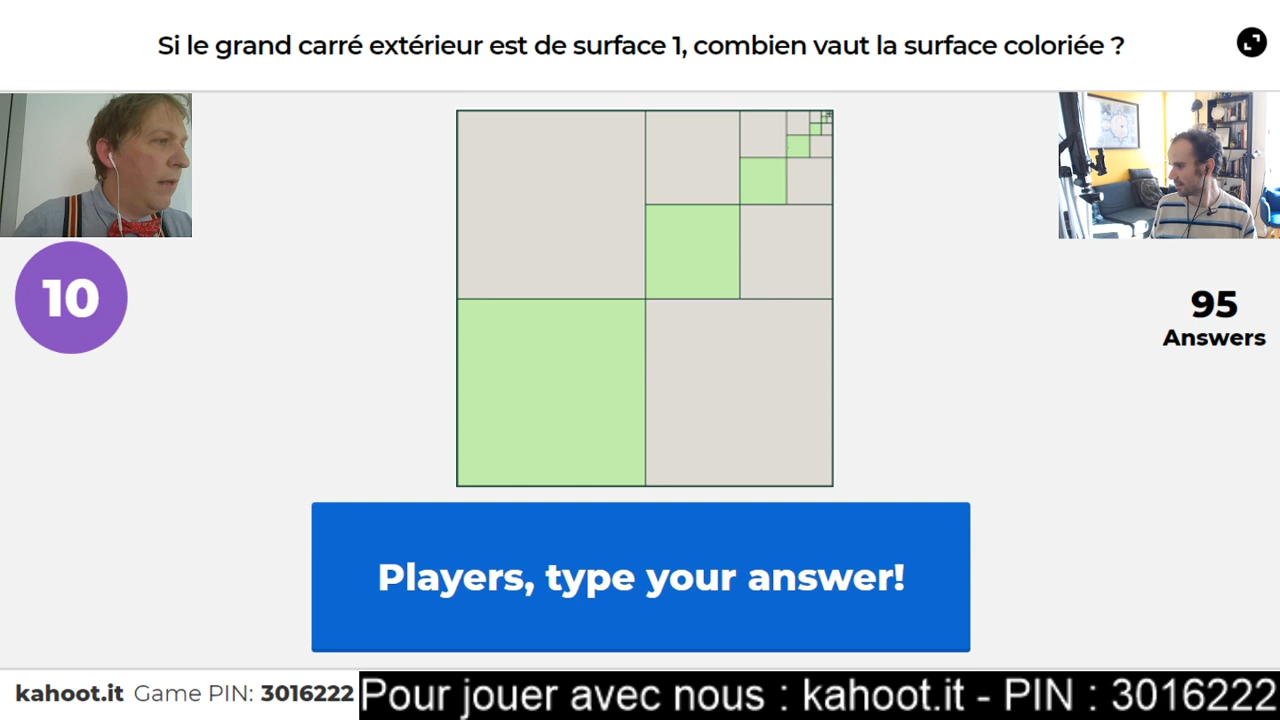 Si le grand carré extérieur est de surface 1, combien vaut la surface coloriée ?
10
95
Answers
Players, type your answer!
kahoot.it Game PIN: 3016222
Pour jouer avec nous : kahoot.it - PIN : 3016222